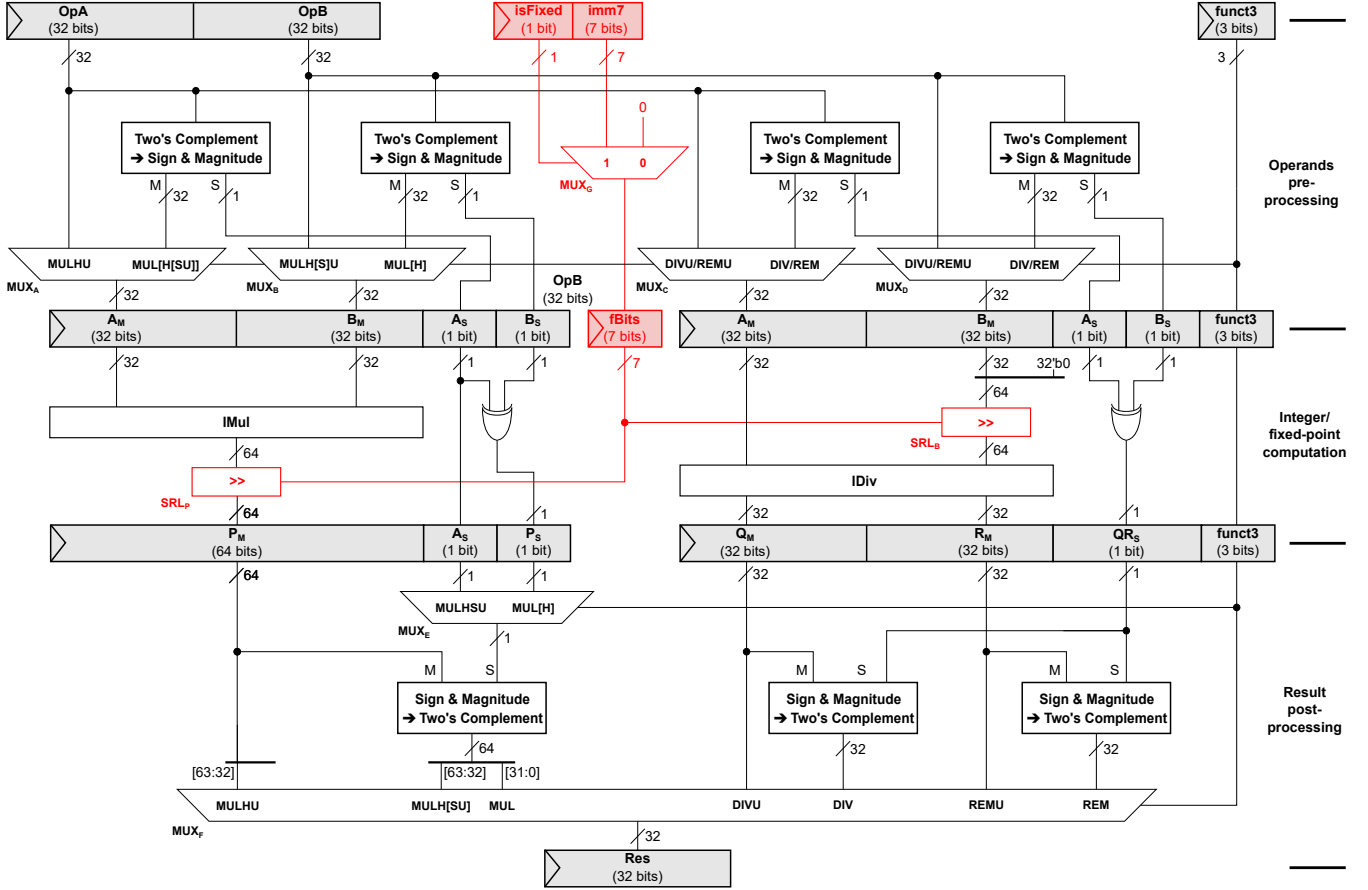 OpA
(32 bits)
OpB
(32 bits)
isFixed
(1 bit)
imm7
(7 bits)
funct3
(3 bits)
32
32
1
7
3
0
Two's Complement
➔ Sign & Magnitude
Two's Complement
➔ Sign & Magnitude
1 0
MUXG
Two's Complement
➔ Sign & Magnitude
Two's Complement
➔ Sign & Magnitude
Operands
pre-
processing
M 32 S 1
M 32 S 1
M 32 S 1
M 32 S 1
MULHU MUL[H[SU]]
MUXA
MULH[S]U MUL[H]
MUXB
DIVU/REMU DIV/REM
MUXC
DIVU/REMU DIV/REM
MUXD
32
32
OpB
(32 bits)
32
32
AM
(32 bits)
BM
(32 bits)
AS
(1 bit)
BS
(1 bit)
fBits
(7 bits)
AM
(32 bits)
BM
(32 bits)
AS
(1 bit)
BS
(1 bit)
funct3
(3 bits)
32
32
1
1
7
32
32
32'b0
1
1
64
IMul
>>
SRLB
Integer/
fixed-point
computation
64
64
>>
SRLP
IDiv
64
1
32
32
1
PM
(64 bits)
AS
(1 bit)
PS
(1 bit)
QM
(32 bits)
RM
(32 bits)
QRS
(1 bit)
funct3
(3 bits)
64
1
1
32
32
1
MULHSU MUL[H]
MUXE
1
M S
M S
M S
Sign & Magnitude
➔ Two's Complement
Sign & Magnitude
➔ Two's Complement
Sign & Magnitude
➔ Two's Complement
Result
post-
processing
64
32
32
[63:32]
[63:32]
[31:0]
MULHU MULH[SU] MUL DIVU DIV REMU REM
MUXF
32
Res
(32 bits)